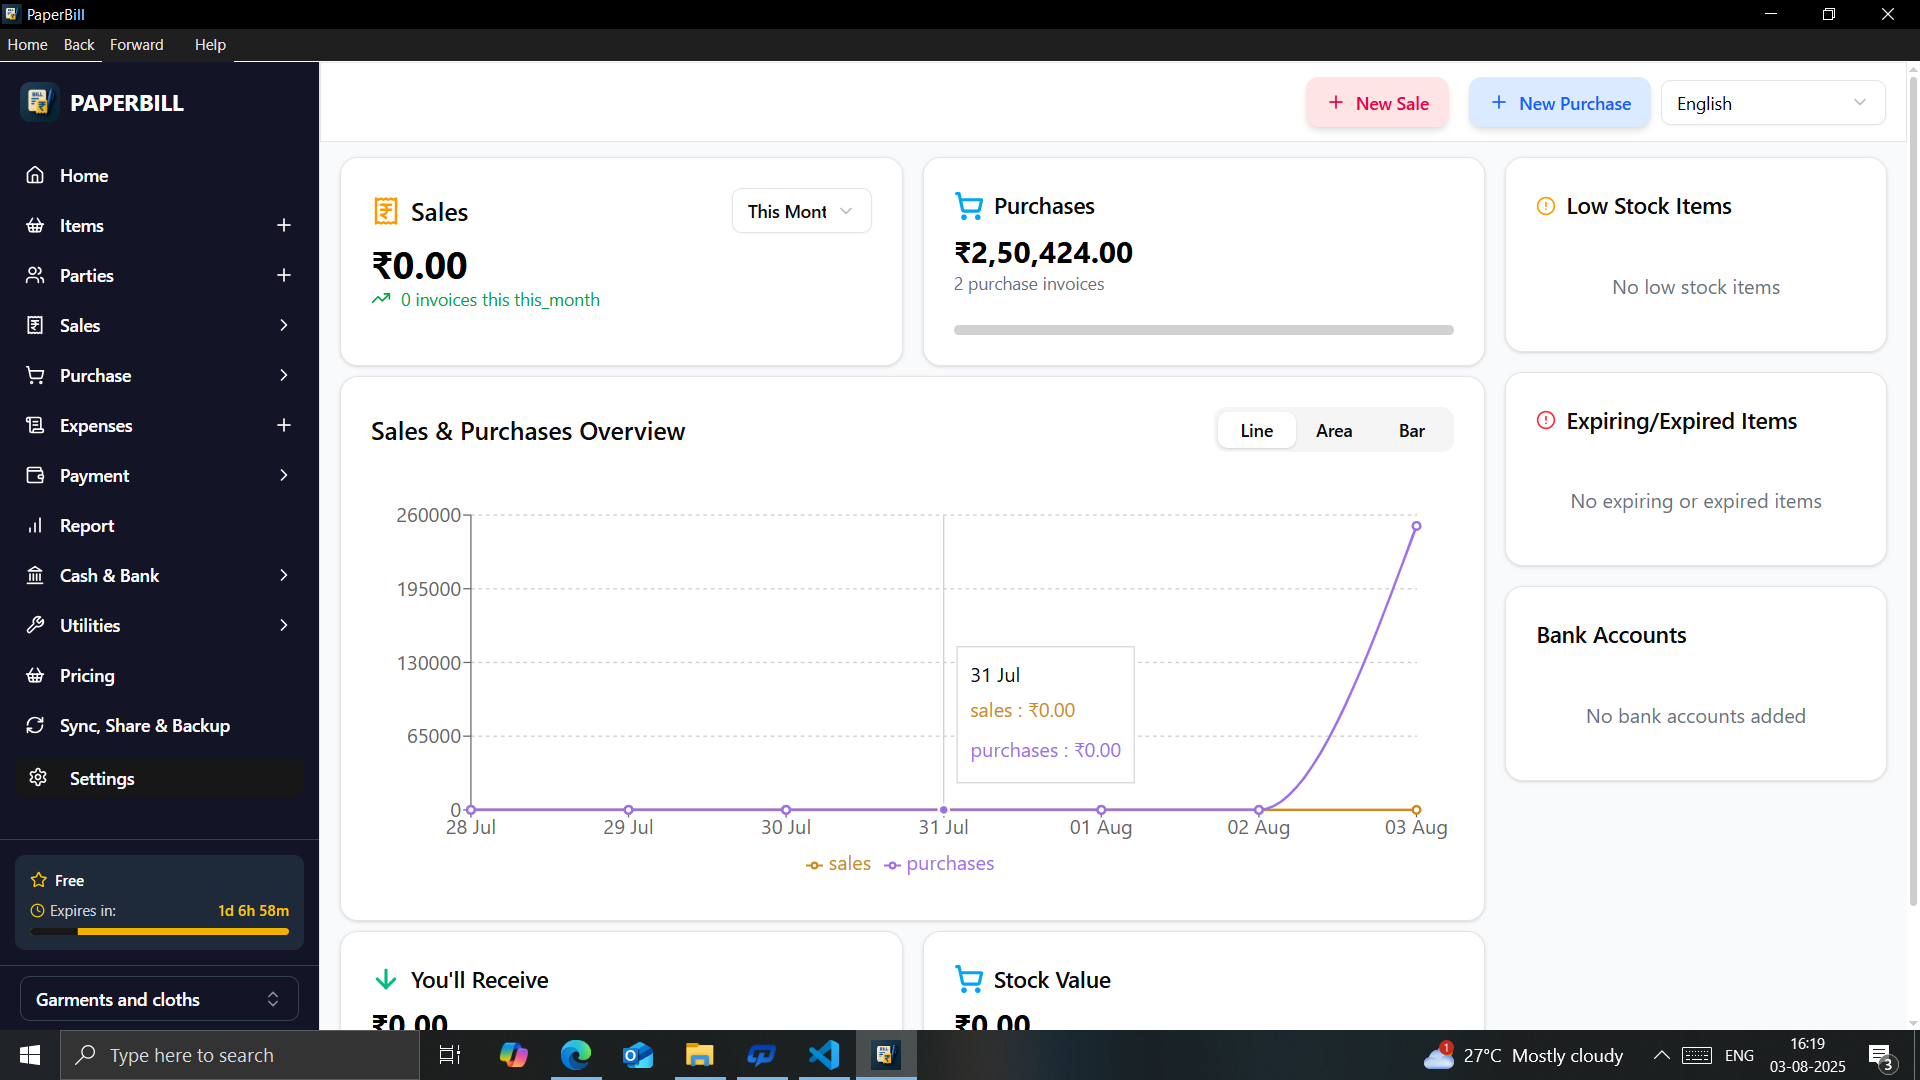 PaperBill
Home Back Forward Help
PAPERBILL
Home
Items
Parties
Sales
Purchase
Expenses
Payment
Report
Cash & Bank
Utilities
Pricing
Sync, Share & Backup
Settings
Free
Expires in: 1d 6h 58m
Garments and cloths
+ New Sale
+ New Purchase
English
Sales
This Mont
₹0.00
0 invoices this this_month
Purchases
₹2,50,424.00
2 purchase invoices
Low Stock Items
No low stock items
Sales & Purchases Overview
Line Area Bar
260000
195000
130000
65000
0
31 Jul
sales : ₹0.00
purchases : ₹0.00
28 Jul 29 Jul 30 Jul 31 Jul 01 Aug 02 Aug 03 Aug
sales purchases
Expiring/Expired Items
No expiring or expired items
Bank Accounts
No bank accounts added
You'll Receive
₹0.00
Stock Value
₹0.00
Type here to search
1
27°C Mostly cloudy
ENG
16:19
03-08-2025
3